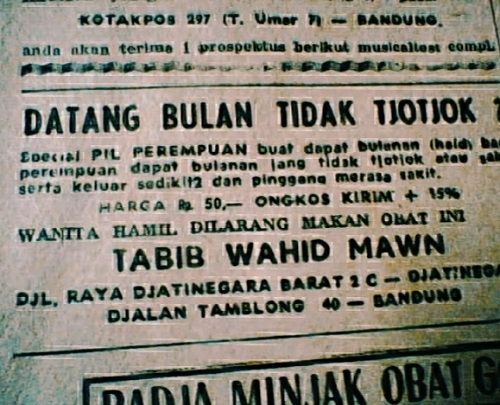 KOTAKPOS 297 (T. Umar 7) — BANDUNG.
anda akan terima 1 prospektus berikut musicaltest compl.
DATANG BULAN TIDAK TJOTJOK
Special PIL PEREMPUAN buat dapat bulanan (haid) ba
perempuan dapat bulanan jang tidak tjotjok atau
serta keluar sedikit2 dan pinggang merasa sakit.
HARGA Rp 50,— ONGKOS KIRIM + 15%
WANITA HAMIL DILARANG MAKAN OBAT INI
TABIB WAHID MAWN
DJL. RAYA DJATINEGARA BARAT 2 C — DJATINEGA
DJALAN TAMBLONG 40 — BANDUNG
RADJA MINJAK OBAT G